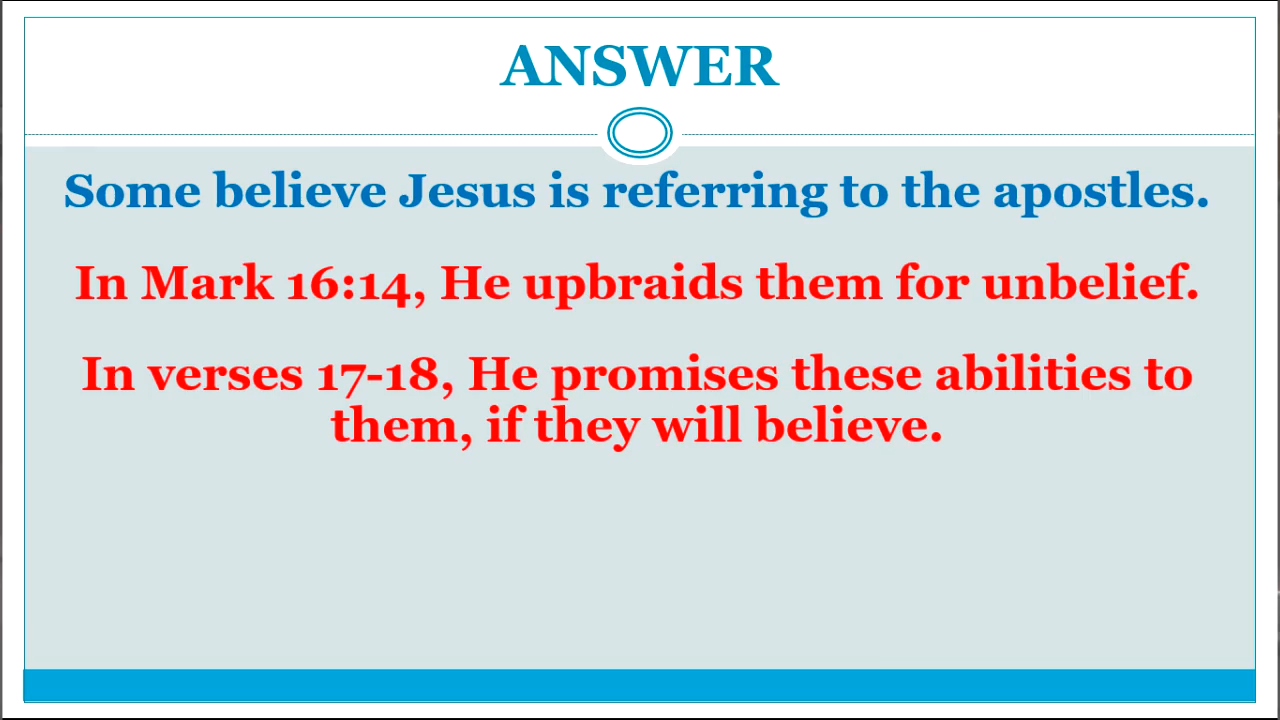 ANSWER
Some believe Jesus is referring to the apostles.
In Mark 16:14, He upbraids them for unbelief.
In verses 17-18, He promises these abilities to
them, if they will believe.